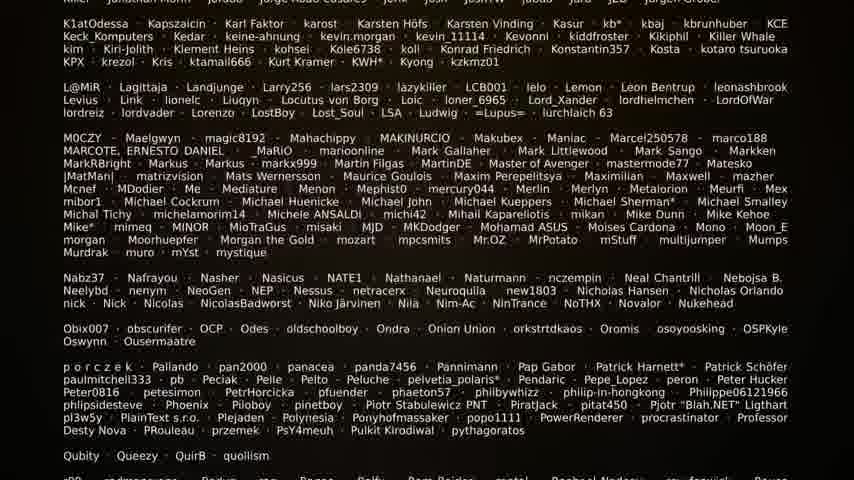 K1atOdessa · Kapszaicin · Karl Faktor · karost · Karsten Höfs · Karsten Vinding · Kasur · kb* · kbaj · kbrunhuber · KCE
Keck_Komputers · Kedar · keine-ahnung · kevin.morgan · kevin_11114 · Kevonni · kiddfroster · Kikiphil · Killer Whale
kim · Kiri-Jolith · Klement Heins · kohsei · Kole6738 · koll · Konrad Friedrich · Konstantin357 · Kosta · kotaro tsuruoka
KPX · krezol · Kris · ktamail666 · Kurt Kramer · KWH* · Kyong · kzkmz01
L@MiR · Lagittaja · Landjunge · Larry256 · lars2309 · lazykiller · LCB001 · lelo · Lemon · Leon Bentrup · leonashbrook
Levius · Link · lionelc · Liuqyn · Locutus von Borg · Loic · loner_6965 · Lord_Xander · lordhelmchen · LordOfWar
lordreiz · lordvader · Lorenzo · LostBoy · Lost_Soul · LSA · Ludwig · =Lupus= · lurchlaich 63
M0CZY · Maelgwyn · magic8192 · Mahachippy · MAKINURCIO · Makubex · Maniac · Marcel250578 · marco188
MARCOTE, ERNESTO DANIEL · _MaRiO · marioonline · Mark Gallaher · Mark Littlewood · Mark Sango · Markken
MarkRBright · Markus · Markus · markx999 · Martin Filgas · MartinDE · Master of Avenger · mastermode77 · Matesko
|MatMan| · matrizvision · Mats Wernersson · Maurice Goulois · Maxim Perepelitsya · Maximilian · Maxwell · mazher
Mcnef · MDodier · Me · Mediature · Menon · Mephist0 · mercury044 · Merlin · Merlyn · Metalorion · Meurfi · Mex
mibor1 · Michael Cockrum · Michael Huenicke · Michael John · Michael Kueppers · Michael Sherman* · Michael Smalley
Michal Tichy · michelamorim14 · Michele ANSALDI · michi42 · Mihail Kapareliotis · mikan · Mike Dunn · Mike Kehoe
Mike* · mimeq · MINOR · MioTraGus · misaki · MJD · MKDodger · Mohamad ASUS · Moises Cardona · Mono · Moon_E
morgan · Moorhuepfer · Morgan the Gold · mozart · mpcsmits · Mr.OZ · MrPotato · mStuff · multijumper · Mumps
Murdrak · muro · mYst · mystique
Nabz37 · Nafrayou · Nasher · Nasicus · NATE1 · Nathanael · Naturmann · nczempin · Neal Chantrill · Nebojsa B.
Neelybd · nenym · NeoGen · NEP · Nessus · netracerx · Neuroquila · new1803 · Nicholas Hansen · Nicholas Orlando
nick · Nick · Nicolas · NicolasBadworst · Niko Järvinen · Nila · Nim-Ac · NinTrance · NoTHX · Novalor · Nukehead
Obix007 · obscurifer · OCP · Odes · oldschoolboy · Ondra · Onion Union · orkstrtdkaos · Oromis · osoyoosking · OSPKyle
Oswynn · Ousermaatre
p o r c z e k · Pallando · pan2000 · panacea · panda7456 · Pannimann · Pap Gabor · Patrick Harnett* · Patrick Schöfer
paulmitchell333 · pb · Peciak · Pelle · Pelto · Peluche · pelvetia_polaris* · Pendaric · Pepe_Lopez · peron · Peter Hucker
Peter0816 · petesimon · PetrHorcicka · pfuender · phaeton57 · philbywhizz · philip-in-hongkong · Philippe06121966
phlipsidesteve · Phoenix · Piloboy · pinetboy · Piotr Stabulewicz PNT · PiratJack · pitat450 · Pjotr "Blah.NET" Ligthart
pl3w5y · PlainText s.r.o. · Plejaden · Polynesia · Ponyhofmassaker · popo1111 · PowerRenderer · procrastinator · Professor
Desty Nova · PRouleau · przemek · PsY4meuh · Pulkit Kirodiwal · pythagoratos
Qubity · Queezy · QuirB · quollism